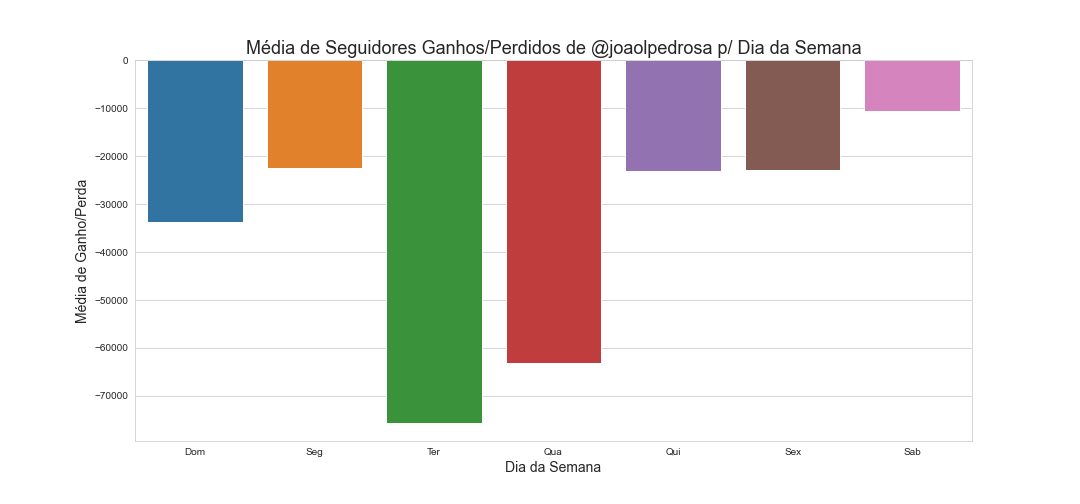 Média de Seguidores Ganhos/Perdidos de @joaolpedrosa p/ Dia da Semana
0
−10000
−20000
−30000
−40000
−50000
−60000
−70000
Média de Ganho/Perda
Dom Seg Ter Qua Qui Sex Sab
Dia da Semana